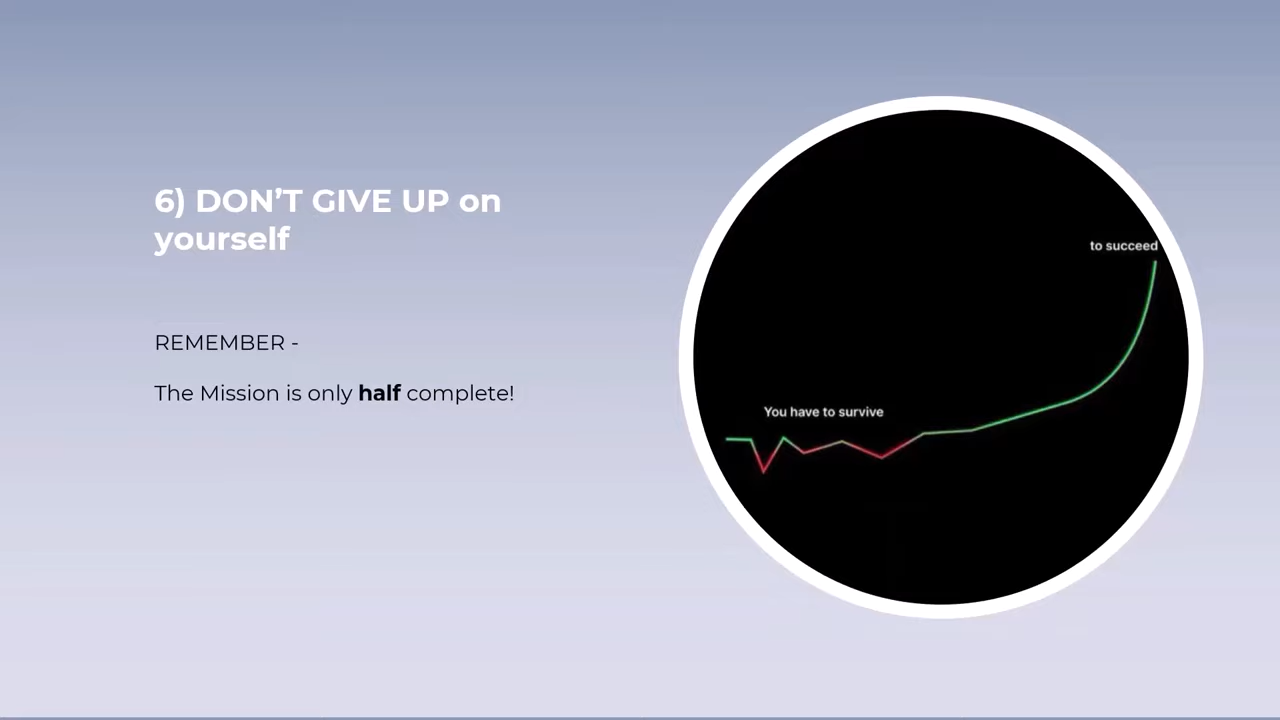 6) DON’T GIVE UP on
yourself
REMEMBER -
The Mission is only half complete!
to succeed
You have to survive